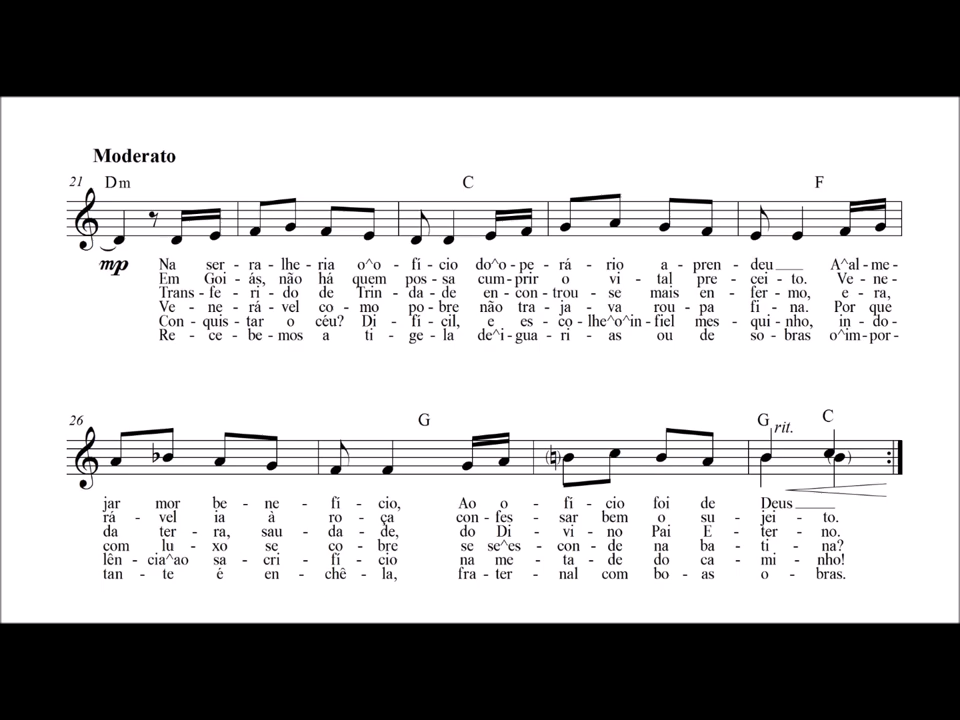 Moderato
21 Dm C F
mp
Na ser - ra - lhe - ria o^o - fí - cio do^o - pe - rá - rio a - pren - deu ___ A^al - me -
Em Goi - ás, não há quem pos - sa cum - prir o vi - tal pre - cei - to. Ve - ne -
Trans - fe - ri - do de Trin - da - de en - con - trou - se mais en - fer - mo, e - ra,
Ve - ne - rá - vel co - mo po - bre não tra - ja - va rou - pa fi - na. Por que
Con - quis - tar o céu? Di - fí - cil, e es - co - lhe^o^in - fiel mes - qui - nho, in - do -
Re - ce - be - mos a ti - ge - la de^i - gua - ri - as ou de so - bras o^im - por -
26 G G C
rit.
jar mor be - ne - fí - cio, Ao o - fí - cio foi de Deus ___
rá - vel ia à ro - ça con - fes - sar bem o su - jei - to.
da ter - ra, sau - da - de, do Di - vi - no Pai E - ter - no.
com lu - xo se co - bre se se^es - con - de na ba - ti - na?
lên - cia^ao sa - cri - fí - cio na me - ta - de do ca - mi - nho!
tan - te é en - chê - la, fra - ter - nal com bo - as o - bras.